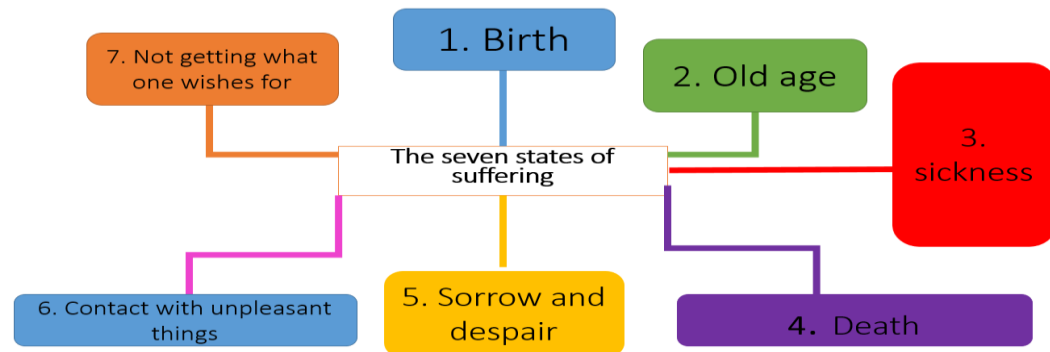 The seven states of
suffering
1. Birth
2. Old age
3.
sickness
4. Death
5. Sorrow and
despair
6. Contact with unpleasant
things
7. Not getting what
one wishes for